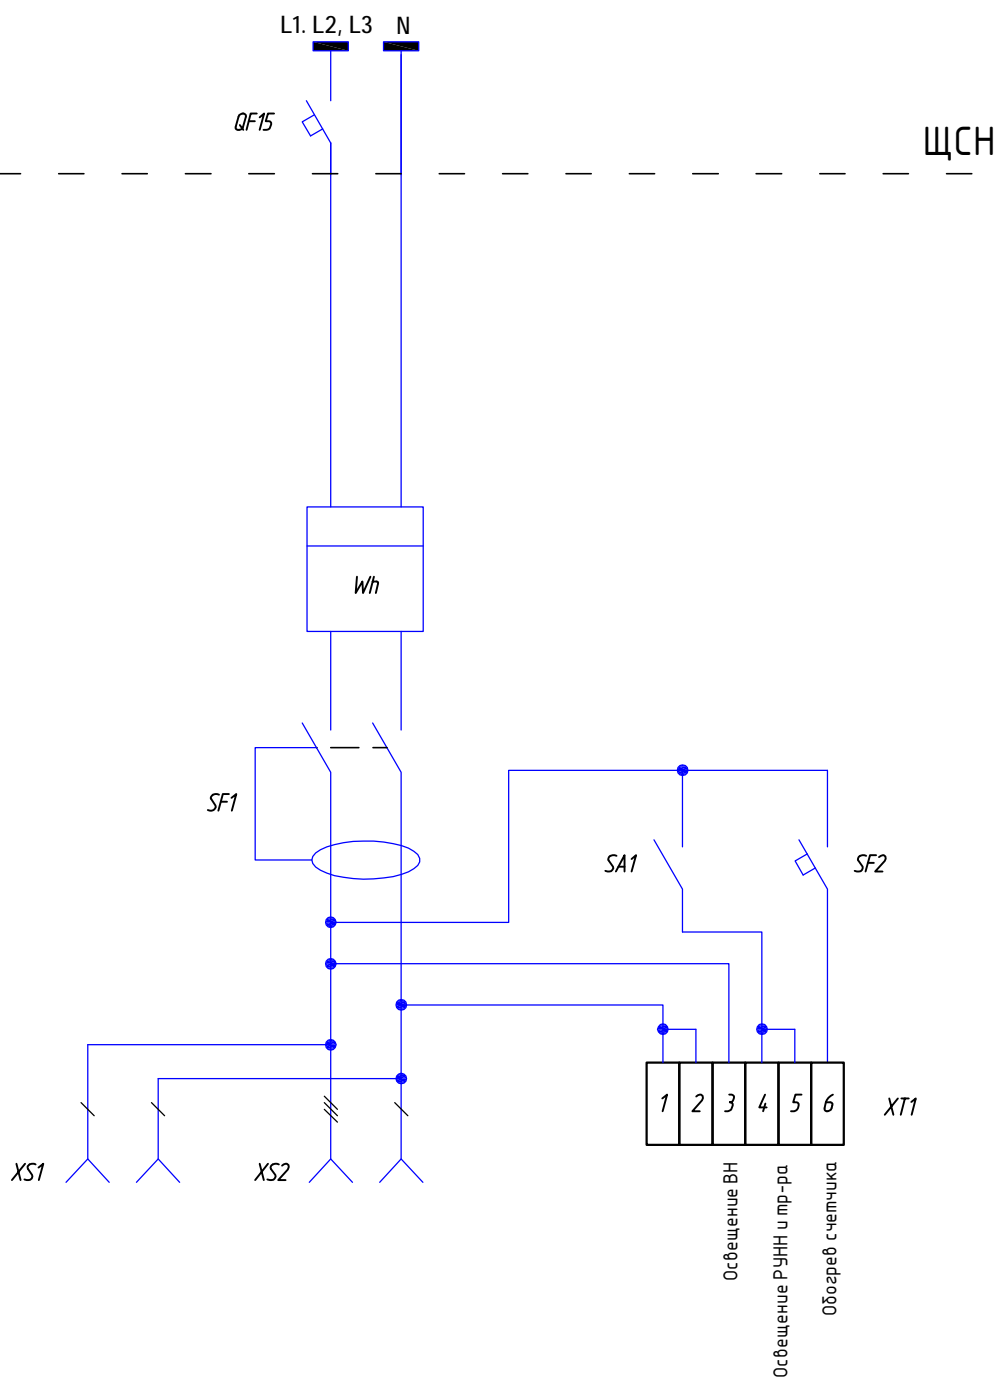 L1. L2, L3 N
QF15
ЩСН
Wh
SF1
SA1
SF2
1 2 3 4 5 6
XT1
XS1
XS2
Освещение ВН
Освещение РУНН и тр-ра
Обогрев счетчика